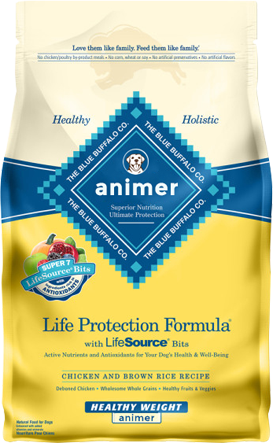 Love them like family. Feed them like family.
No chicken/poultry by-product meals • No corn, wheat or soy • No artificial preservatives • No artificial flavors
Healthy
Holistic
THE BLUE BUFFALO CO.
THE BLUE BUFFALO CO.
animer
Superior Nutrition
Ultimate Protection
THE BLUE BUFFALO CO.
THE BLUE BUFFALO CO.
SUPER 7
LifeSource Bits
ANTIOXIDANTS
Life Protection Formula®
with LifeSource® Bits
Active Nutrients and Antioxidants for Your Dog's Health & Well-Being
CHICKEN AND BROWN RICE RECIPE
Deboned Chicken • Wholesome Whole Grains • Healthy Fruits & Veggies
HEALTHY WEIGHT
animer
Natural Food for Dogs